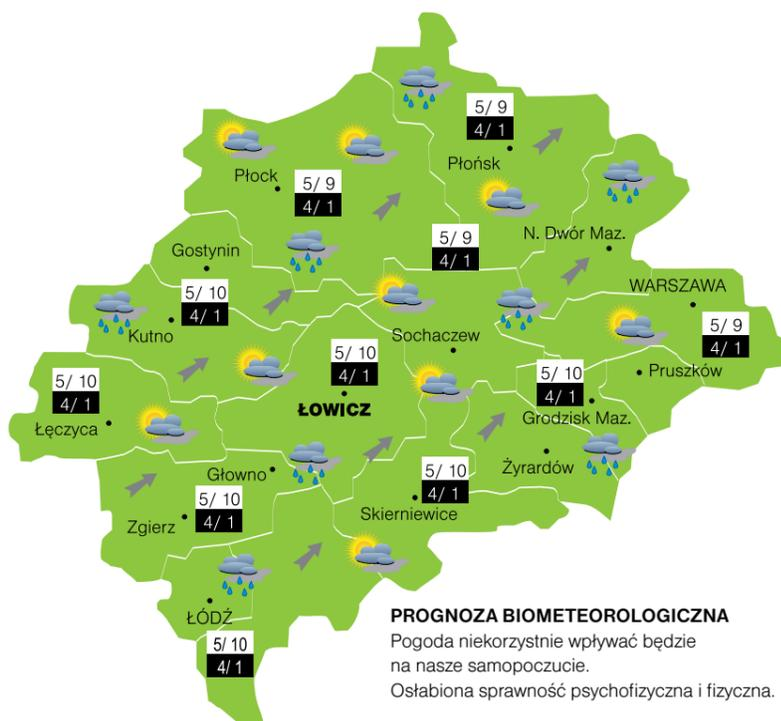 5/ 9
4/ 1
Płońsk
Płock
5/ 9
4/ 1
N. Dwór Maz.
5/ 9
4/ 1
Gostynin
5/ 10
4/ 1
Kutno
WARSZAWA
5/ 9
4/ 1
Sochaczew
5/ 10
4/ 1
ŁOWICZ
Pruszków
5/ 10
4/ 1
Grodzisk Maz.
5/ 10
4/ 1
Łęczyca
Żyrardów
Głowno
5/ 10
4/ 1
Skierniewice
5/ 10
4/ 1
Zgierz
ŁÓDŹ
5/ 10
4/ 1
PROGNOZA BIOMETEOROLOGICZNA
Pogoda niekorzystnie wpływać będzie
na nasze samopoczucie.
Osłabiona sprawność psychofizyczna i fizyczna.